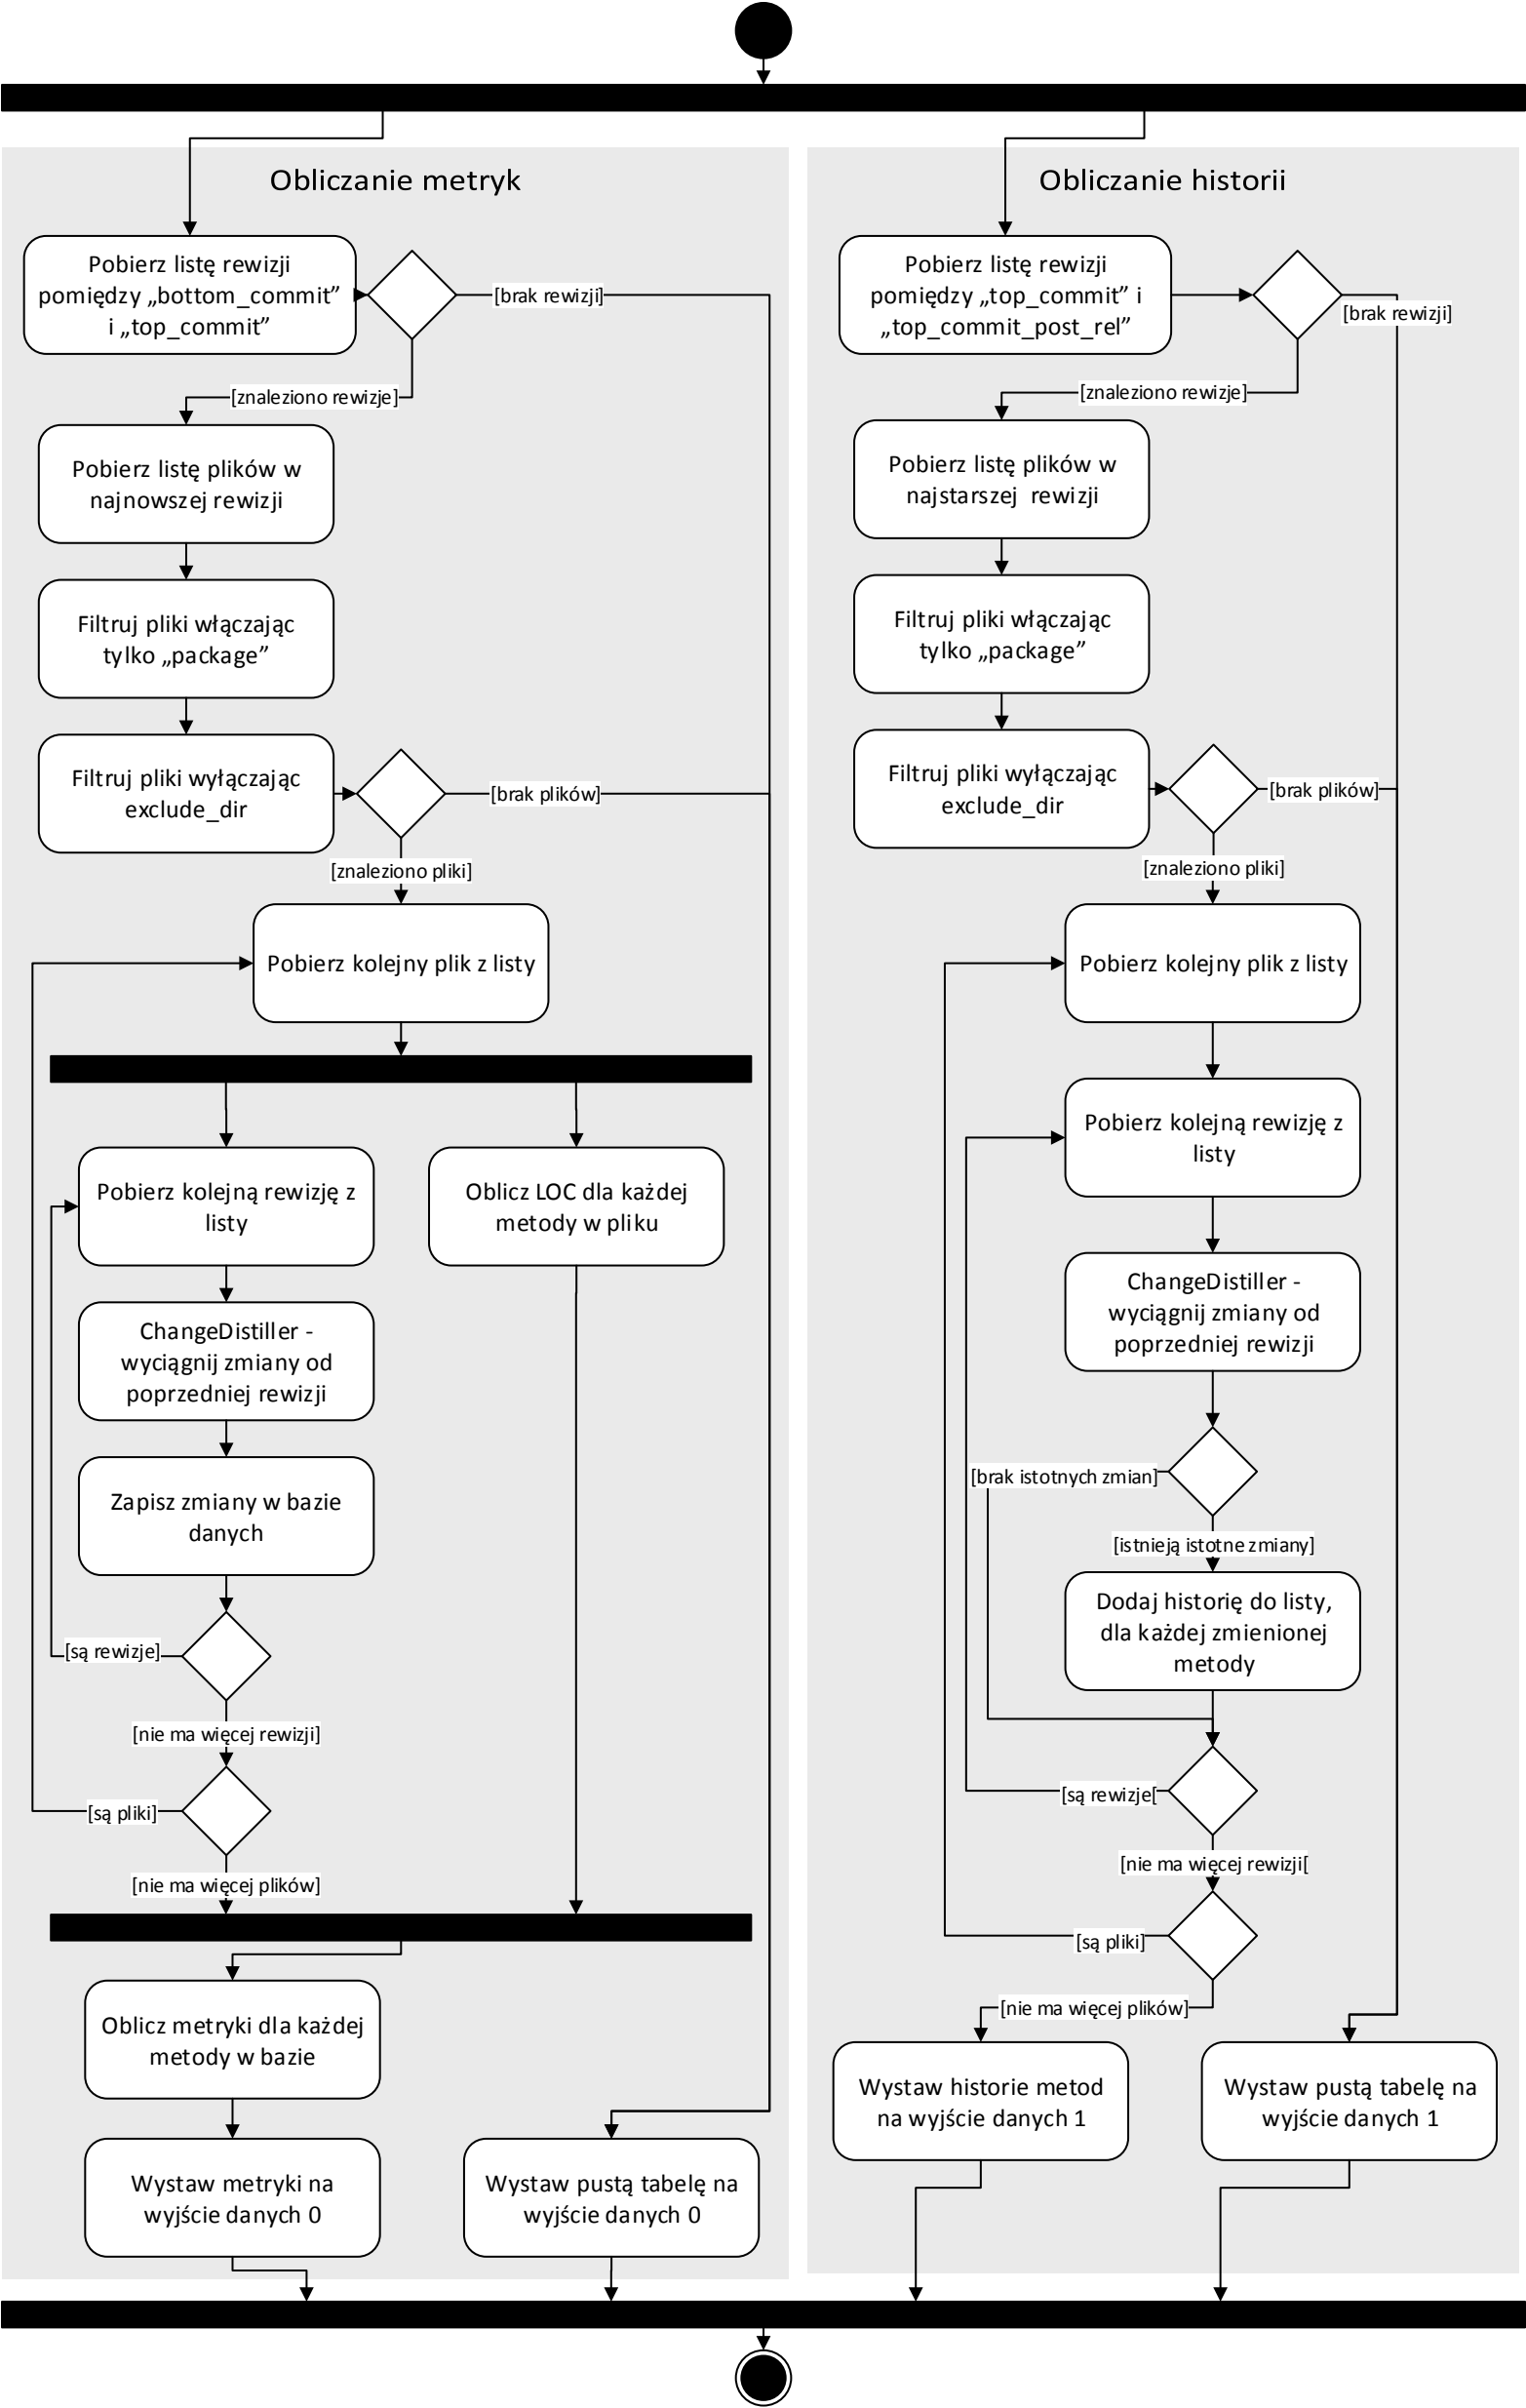 Obliczanie metryk
Pobierz listę rewizji
pomiędzy „bottom_commit”
i „top_commit”
[brak rewizji]
[znaleziono rewizje]
Pobierz listę plików w
najnowszej rewizji
Filtruj pliki włączając
tylko „package”
Filtruj pliki wyłączając
exclude_dir
[brak plików]
[znaleziono pliki]
Pobierz kolejny plik z listy
Pobierz kolejną rewizję z
listy
Oblicz LOC dla każdej
metody w pliku
ChangeDistiller -
wyciągnij zmiany od
poprzedniej rewizji
Zapisz zmiany w bazie
danych
[są rewizje]
[nie ma więcej rewizji]
[są pliki]
[nie ma więcej plików]
Oblicz metryki dla każdej
metody w bazie
Wystaw metryki na
wyjście danych 0
Wystaw pustą tabelę na
wyjście danych 0
Obliczanie historii
Pobierz listę rewizji
pomiędzy „top_commit” i
„top_commit_post_rel”
[brak rewizji]
[znaleziono rewizje]
Pobierz listę plików w
najstarszej rewizji
Filtruj pliki włączając
tylko „package”
Filtruj pliki wyłączając
exclude_dir
[brak plików]
[znaleziono pliki]
Pobierz kolejny plik z listy
Pobierz kolejną rewizję z
listy
ChangeDistiller -
wyciągnij zmiany od
poprzedniej rewizji
[brak istotnych zmian]
[istnieją istotne zmiany]
Dodaj historię do listy,
dla każdej zmienionej
metody
[są rewizje[
[nie ma więcej rewizji[
[są pliki]
[nie ma więcej plików]
Wystaw historie metod
na wyjście danych 1
Wystaw pustą tabelę na
wyjście danych 1